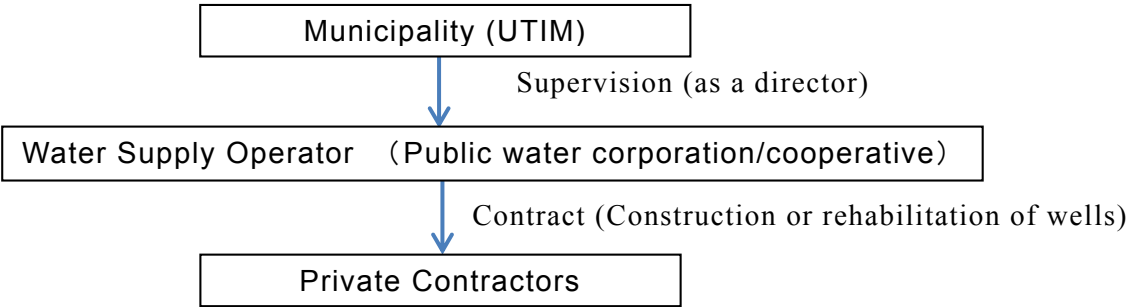 Municipality (UTIM)
Supervision (as a director)
Water Supply Operator （Public water corporation/cooperative）
Contract (Construction or rehabilitation of wells)
Private Contractors